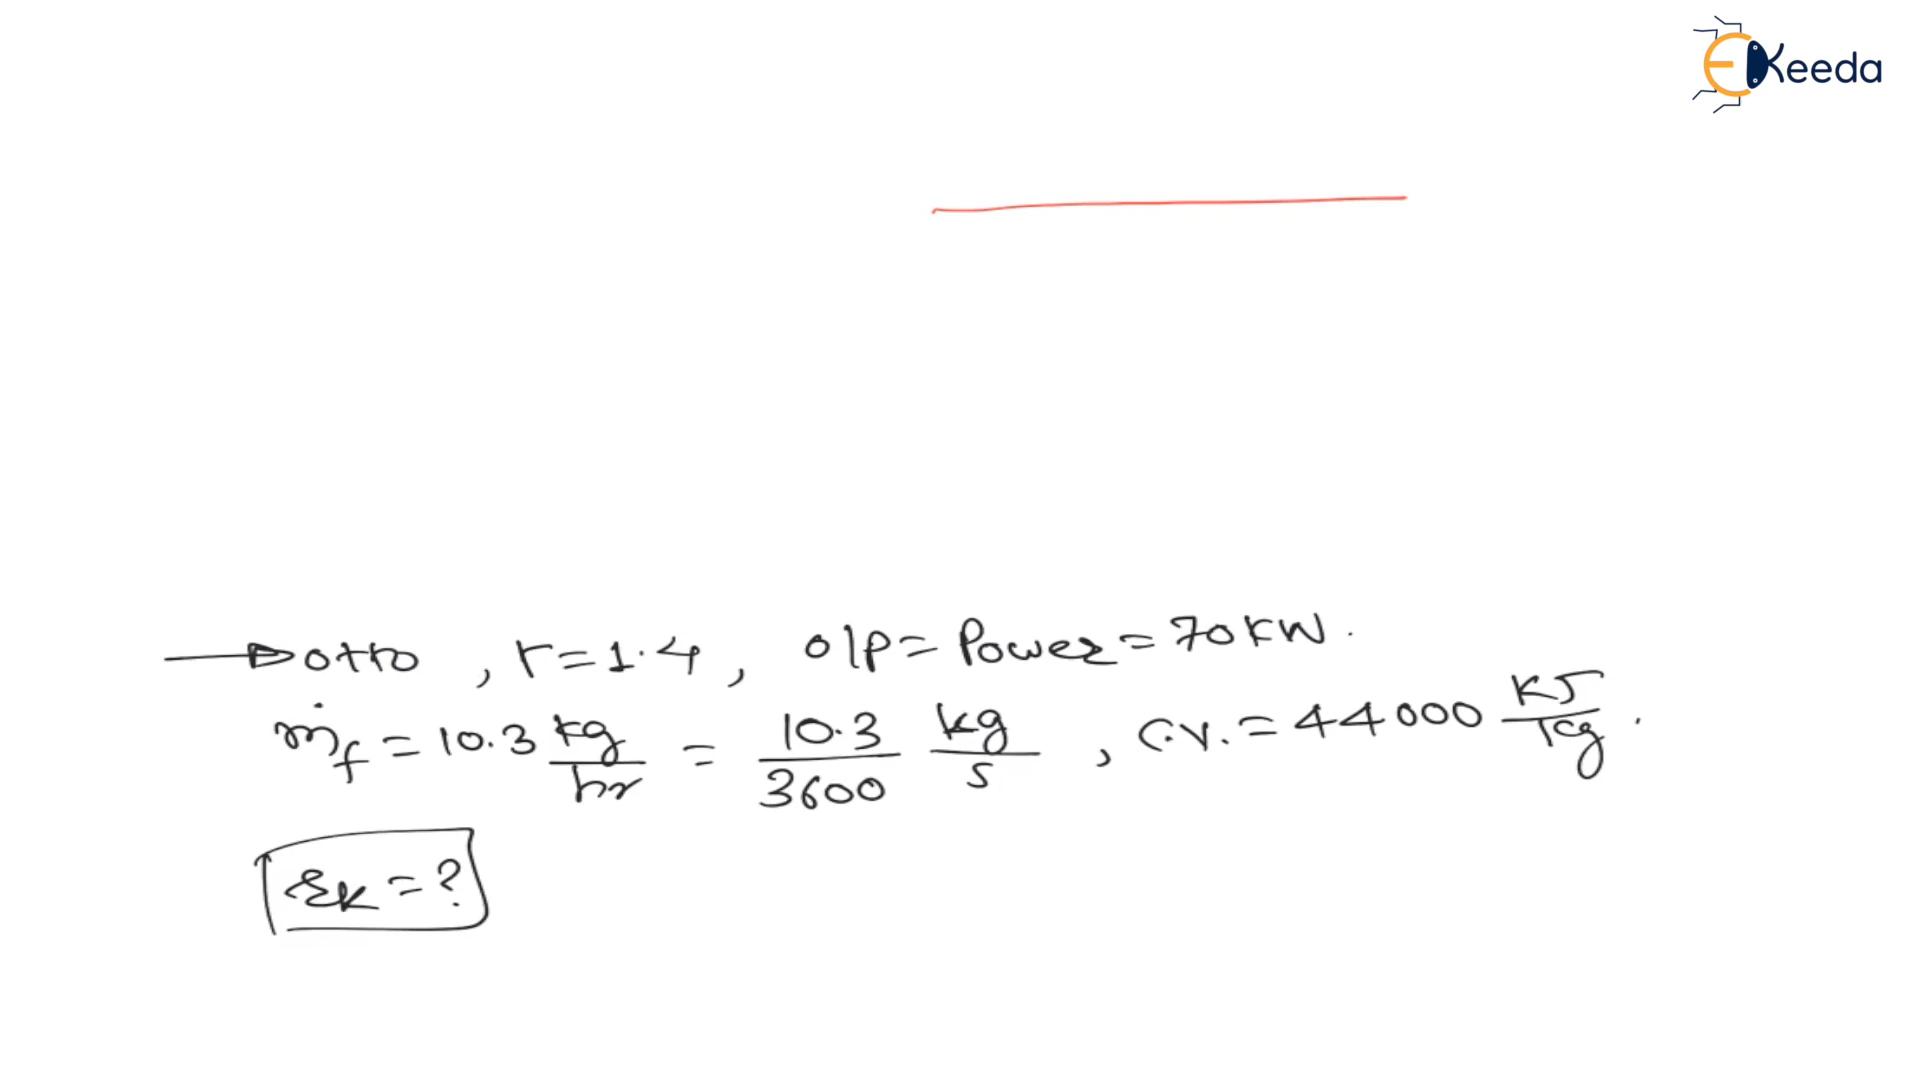 EKeeda
otto , r=1.4 , o/p = Power = 70 KW .
ṁf = 10.3 kg/hr = 10.3/3600 kg/s , C.V. = 44000 KJ/kg .
rk = ?